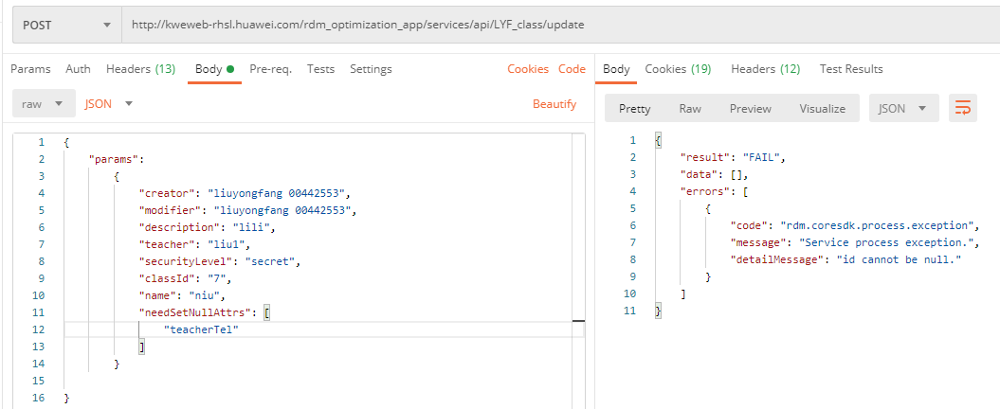 POST http://kweweb-rhsl.huawei.com/rdm_optimization_app/services/api/LYF_class/update
Params Auth Headers (13) Body Pre-req. Tests Settings Cookies Code
raw JSON Beautify
1 {
2 "params":
3 {
4 "creator": "liuyongfang 00442553",
5 "modifier": "liuyongfang 00442553",
6 "description": "lili",
7 "teacher": "liu1",
8 "securityLevel": "secret",
9 "classId": "7",
10 "name": "niu",
11 "needSetNullAttrs": [
12 "teacherTel"
13 ]
14 }
15
16 }
Body Cookies (19) Headers (12) Test Results
Pretty Raw Preview Visualize JSON
1 {
2 "result": "FAIL",
3 "data": [],
4 "errors": [
5 {
6 "code": "rdm.coresdk.process.exception",
7 "message": "Service process exception.",
8 "detailMessage": "id cannot be null."
9 }
10 ]
11 }